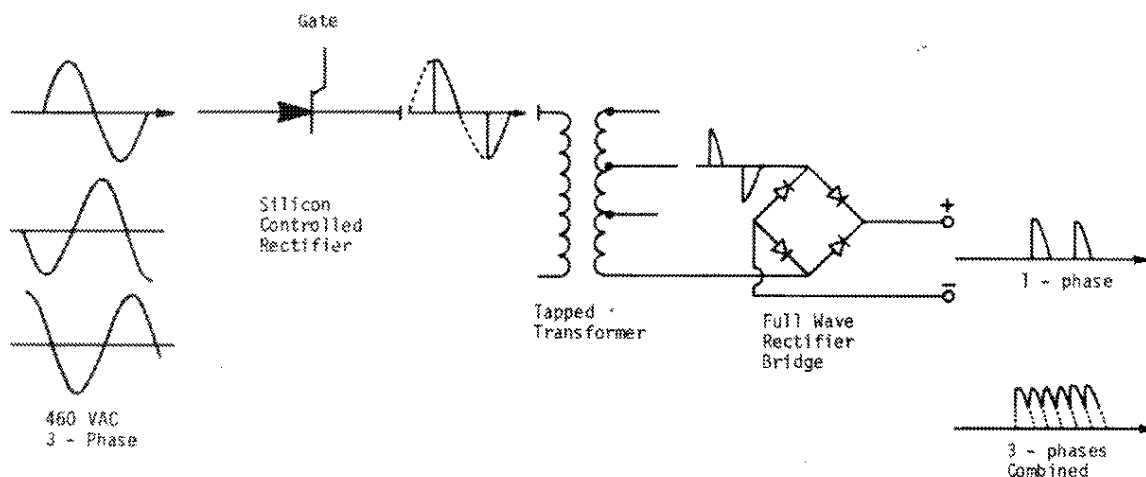 Gate
Silicon
Controlled
Rectifier
460 VAC
3 - Phase
Tapped
Transformer
Full Wave
Rectifier
Bridge
+
-
1 - phase
3 - phases
Combined